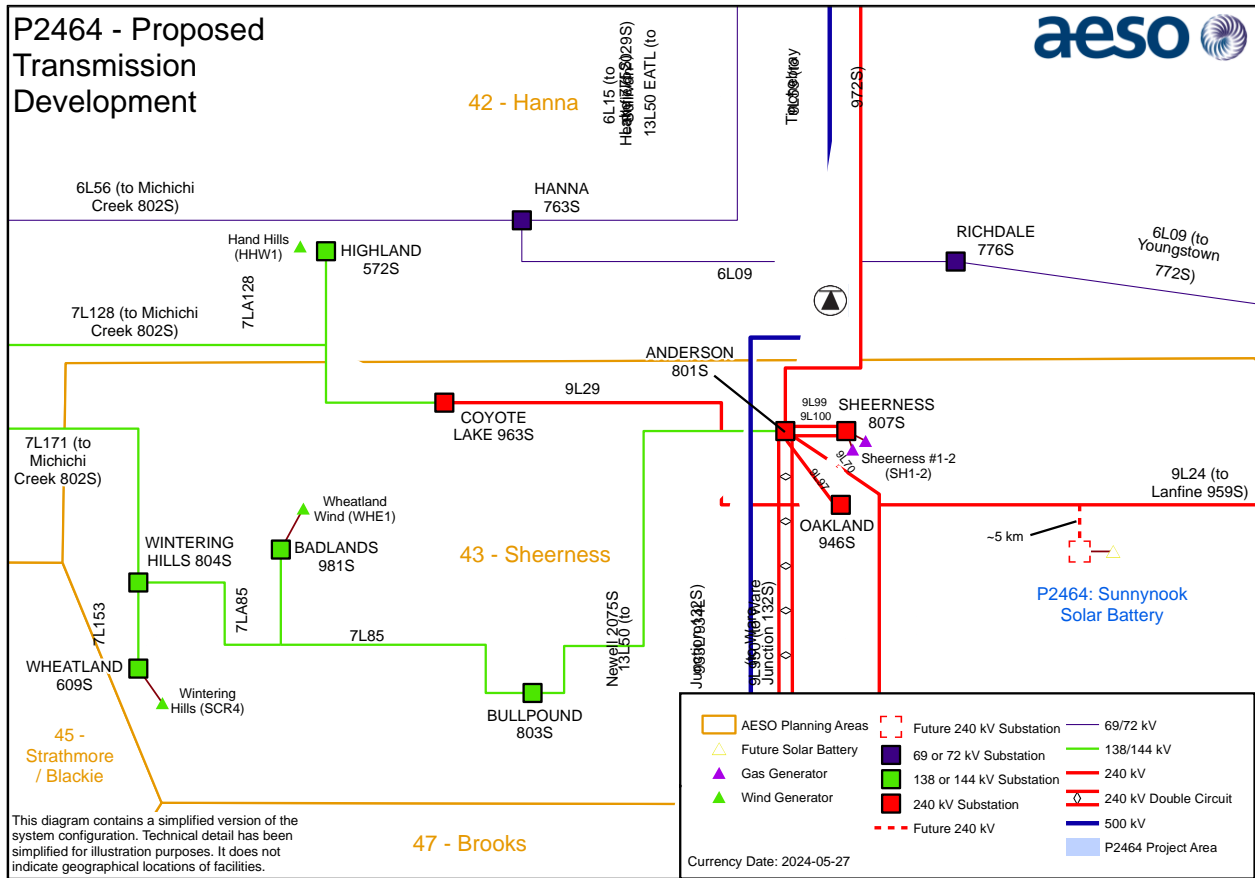 P2464 - Proposed
Transmission
Development
aeso
42 - Hanna
6L15 (to
13L50 EATL (to
972S)
6L56 (to Michichi
Creek 802S)
HANNA
763S
Hand Hills
(HHW1)
HIGHLAND
572S
7LA128
6L09
RICHDALE
776S
6L09 (to
Youngstown
772S)
7L128 (to Michichi
Creek 802S)
ANDERSON
801S
9L29
COYOTE
LAKE 963S
9L99
9L100
SHEERNESS
807S
9L70
9L97
Sheerness #1-2
(SH1-2)
7L171 (to
Michichi
Creek 802S)
9L24 (to
Lanfine 959S)
OAKLAND
946S
~5 km
Wheatland
Wind (WHE1)
BADLANDS
981S
43 - Sheerness
WINTERING
HILLS 804S
P2464: Sunnynook
Solar Battery
7L153
7LA85
7L85
WHEATLAND
609S
Wintering
Hills (SCR4)
BULLPOUND
803S
Newell 2075S
13L50 (to
Junction 132S)
45 -
Strathmore
/ Blackie
47 - Brooks
This diagram contains a simplified version of the
system configuration. Technical detail has been
simplified for illustration purposes. It does not
indicate geographical locations of facilities.
AESO Planning Areas
Future Solar Battery
Gas Generator
Wind Generator
Future 240 kV Substation
69 or 72 kV Substation
138 or 144 kV Substation
240 kV Substation
Future 240 kV
69/72 kV
138/144 kV
240 kV
240 kV Double Circuit
500 kV
P2464 Project Area
Currency Date: 2024-05-27